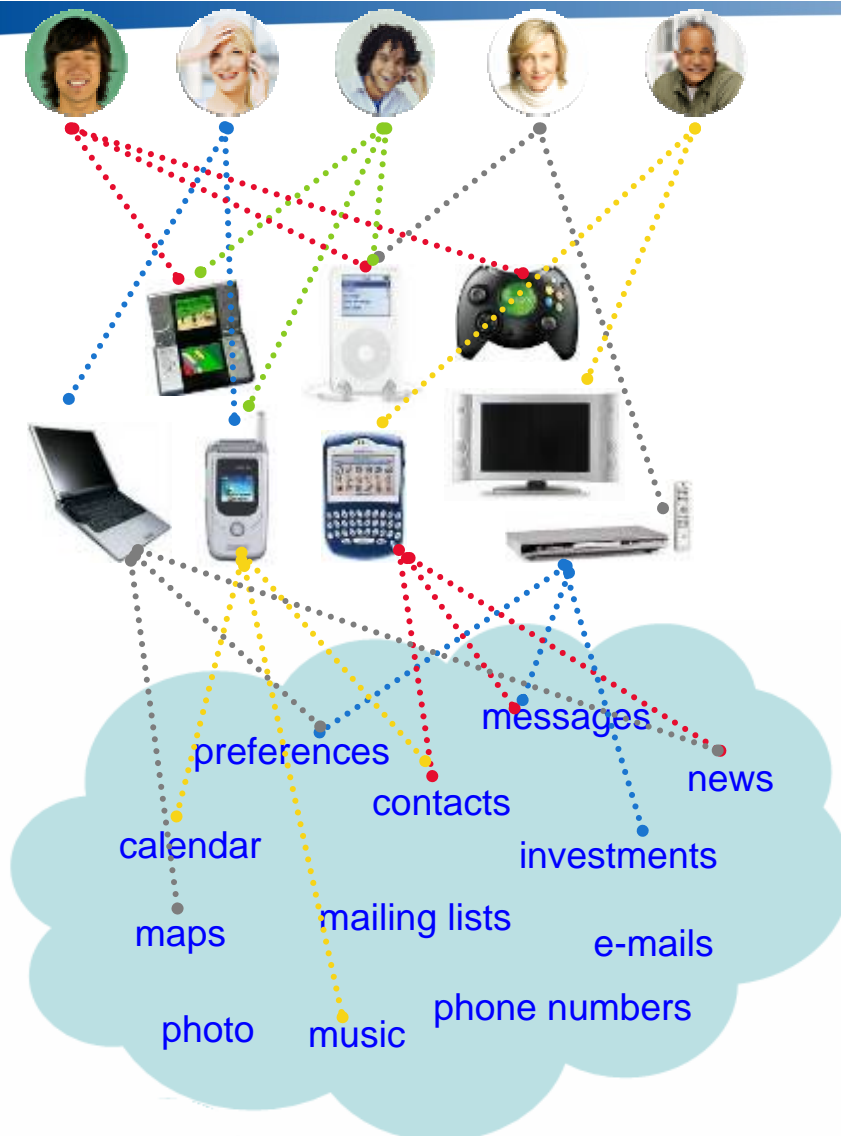 messages
preferences
news
contacts
calendar
investments
mailing lists
maps
e-mails
phone numbers
photo
music